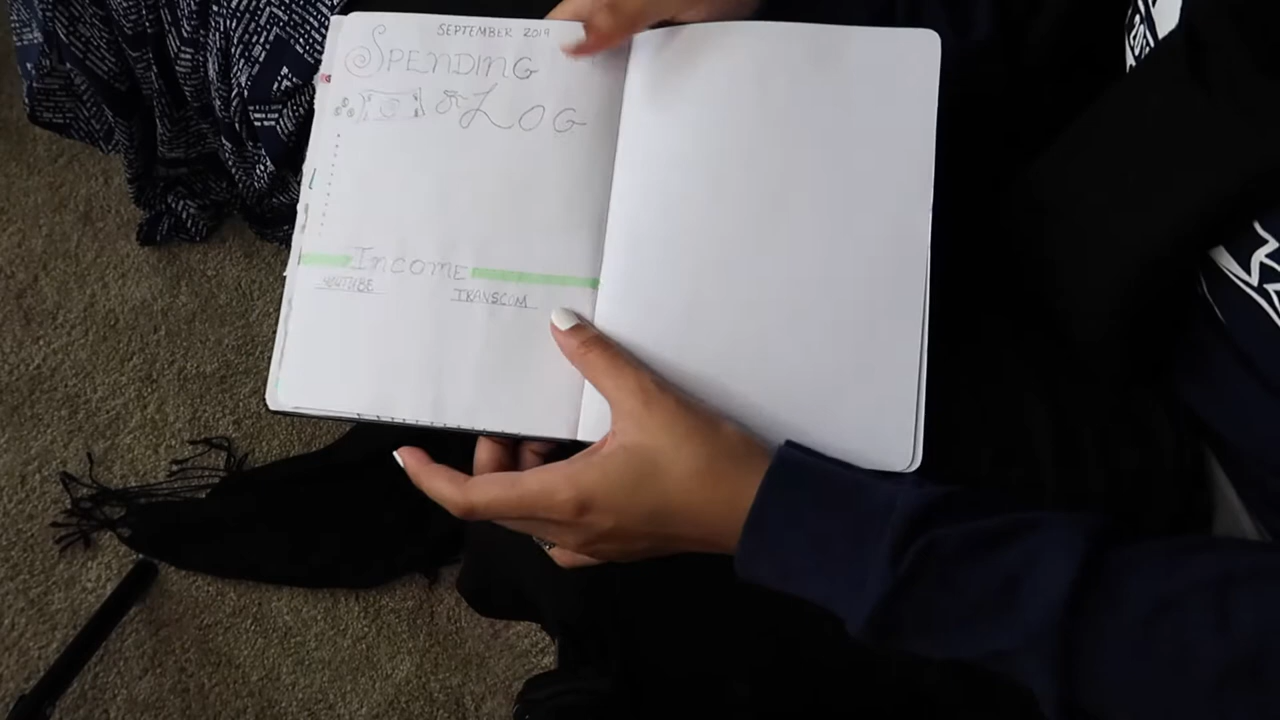 SEPTEMBER 2019
SPENDING
LOG
INCOME
YOUTUBE
TRANSCOM